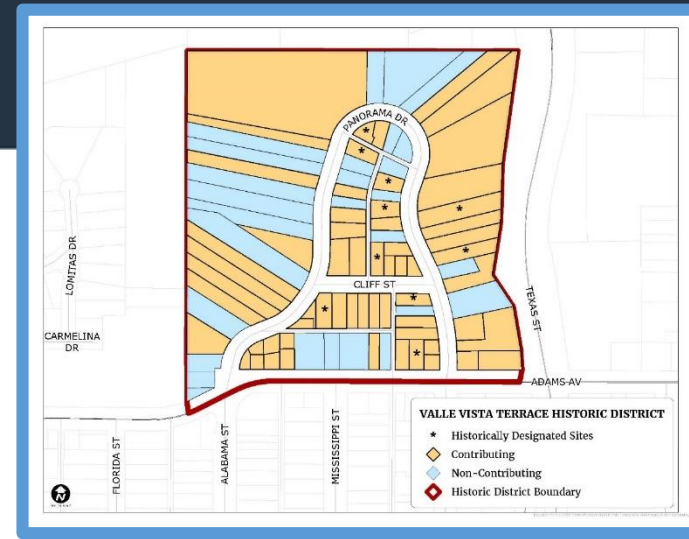 PANORAMA DR
LOMITAS DR
CLIFF ST
TEXAS ST
CARMELINA
DR
ADAMS AV
FLORIDA ST
ALABAMA ST
MISSISSIPPI ST
VALLE VISTA TERRACE HISTORIC DISTRICT
* Historically Designated Sites
Contributing
Non-Contributing
Historic District Boundary
N